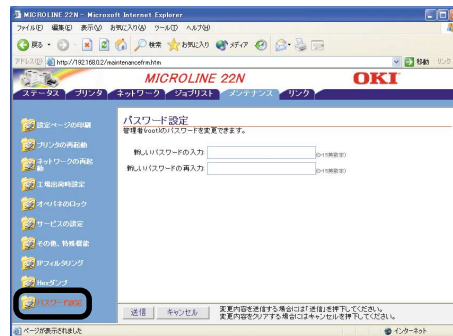 MICROLINE 22N - Microsoft Internet Explorer
ファイル(F) 編集(E) 表示(V) お気に入り(A) ツール(T) ヘルプ(H)
戻る 検索 お気に入り メディア
アドレス(D) http://192.168.0.2/maintenancefrm.htm 移動 リンク
MICROLINE 22N OKI
ステータス プリンタ ネットワーク ジョブリスト メンテナンス リンク
設定ページの印刷
プリンタの再起動
ネットワークの再起動
工場出荷時設定
オペパネのロック
サービスの設定
その他、特殊機能
IPフィルタリング
Hexダンプ
パスワード設定
パスワード設定
管理者(root)のパスワードを変更できます。
新しいパスワードの入力 (0-15英数字)
新しいパスワードの再入力 (0-15英数字)
送信 キャンセル 変更内容を送信する場合には「送信」を押下してください。
変更内容をクリアする場合にはキャンセルを押下してください。
ページが表示されました インターネット